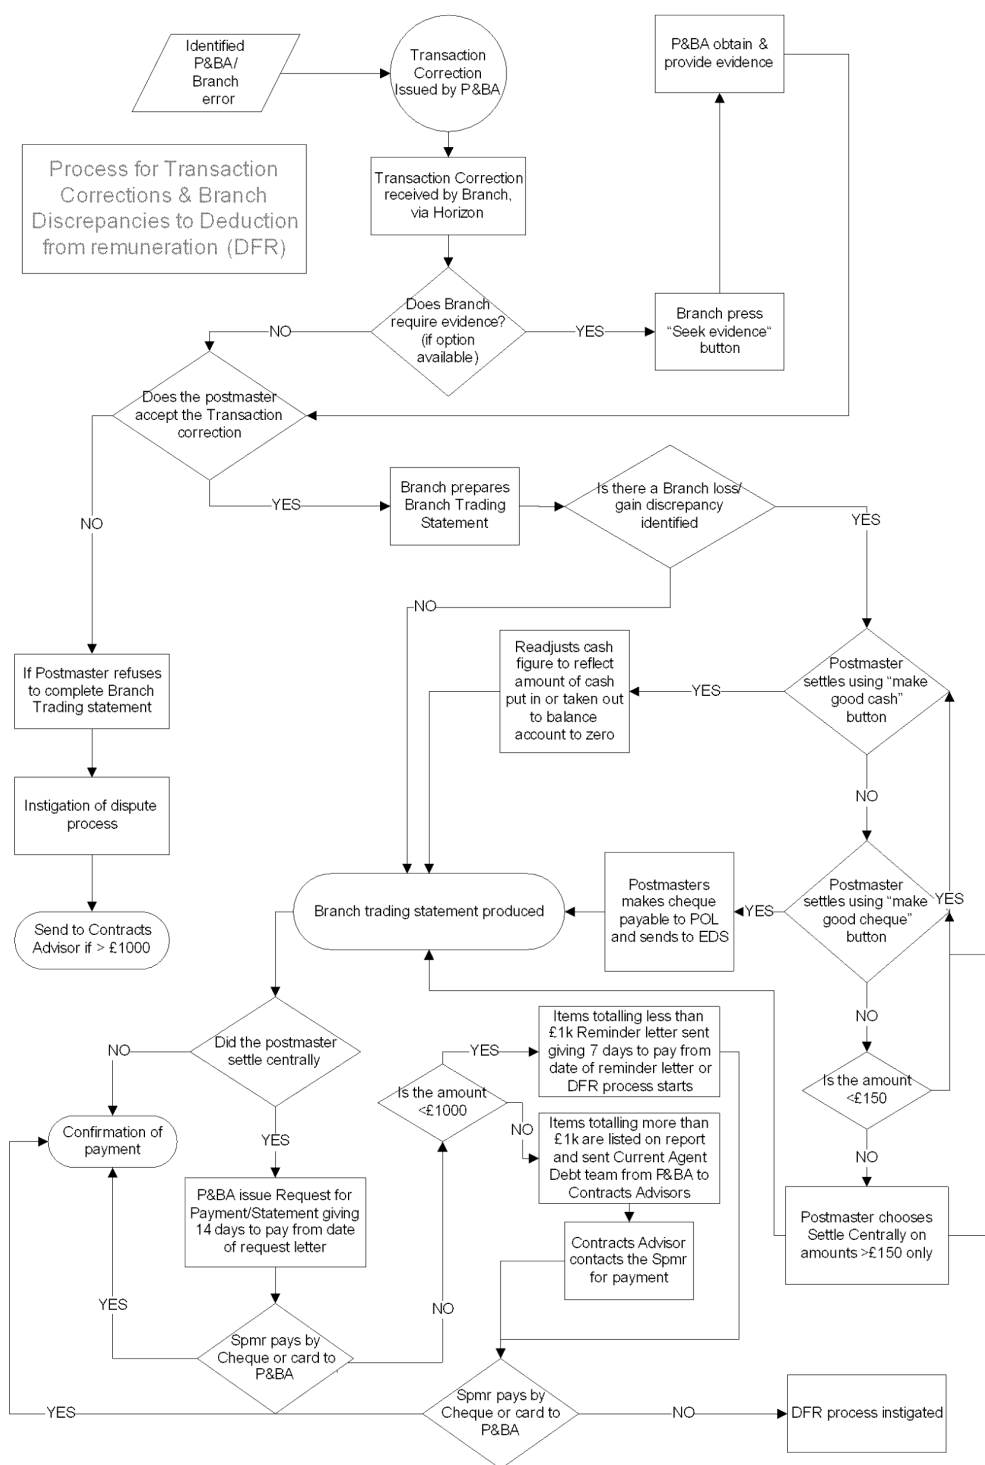 Identified
P&BA/
Branch
error
Transaction
Correction
Issued by P&BA
P&BA obtain &
provide evidence
Process for Transaction
Corrections & Branch
Discrepancies to Deduction
from remuneration (DFR)
Transaction Correction
received by Branch,
via Horizon
Does Branch
require evidence?
(if option
available)
NO
YES
Branch press
“Seek evidence“
button
Does the postmaster
accept the Transaction
correction
NO
YES
Branch prepares
Branch Trading
Statement
Is there a Branch loss/
gain discrepancy
identified
YES
NO
If Postmaster refuses
to complete Branch
Trading statement
Readjusts cash
figure to reflect
amount of cash
put in or taken out
to balance
account to zero
YES
Postmaster
settles using “make
good cash”
button
NO
Instigation of dispute
process
Send to Contracts
Advisor if > £1000
Branch trading statement produced
Postmasters
makes cheque
payable to POL
and sends to EDS
YES
Postmaster
settles using “make
good cheque”
button
YES
NO
Did the postmaster
settle centrally
NO
YES
Confirmation of
payment
Is the amount
<£1000
YES
NO
Items totalling less than
£1k Reminder letter sent
giving 7 days to pay from
date of reminder letter or
DFR process starts
Items totalling more than
£1k are listed on report
and sent Current Agent
Debt team from P&BA to
Contracts Advisors
Is the amount
<£150
NO
P&BA issue Request for
Payment/Statement giving
14 days to pay from date
of request letter
Contracts Advisor
contacts the Spmr
for payment
Postmaster chooses
Settle Centrally on
amounts >£150 only
YES
NO
Spmr pays by
Cheque or card to
P&BA
YES
Spmr pays by
Cheque or card to
P&BA
NO
DFR process instigated